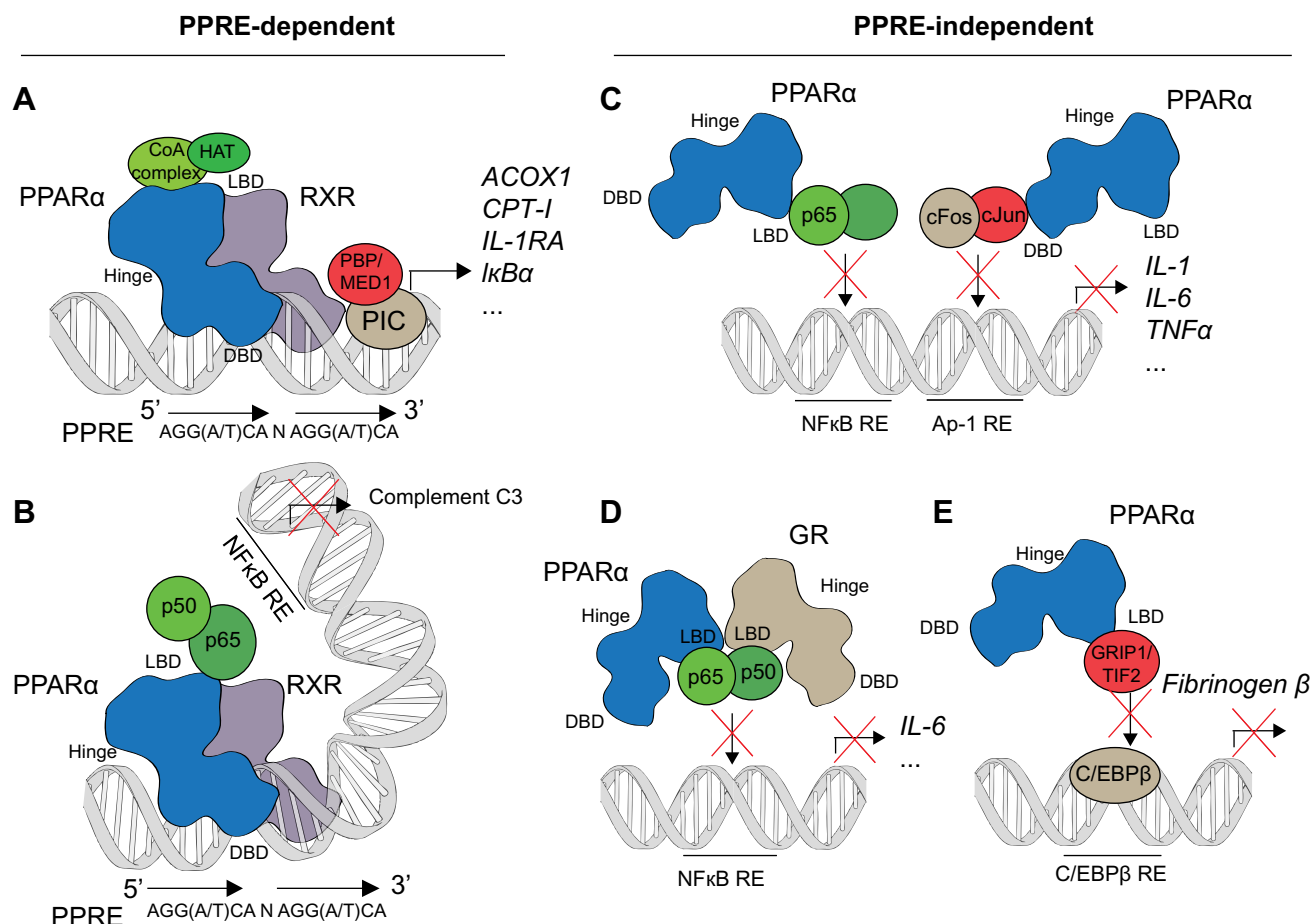 PPRE-dependent
PPRE-independent
A
CoA
complex
HAT
LBD
PPARα
RXR
Hinge
PBP/
MED1
PIC
DBD
ACOX1
CPT-I
IL-1RA
IκBα
...
5’
3’
PPRE
AGG(A/T)CA N AGG(A/T)CA
B
Complement C3
NFκB RE
p50
p65
LBD
PPARα
RXR
Hinge
DBD
5’
3’
PPRE
AGG(A/T)CA N AGG(A/T)CA
C
PPARα
Hinge
DBD
LBD
p65
cFos
cJun
PPARα
Hinge
DBD
LBD
IL-1
IL-6
TNFα
...
NFκB RE
Ap-1 RE
D
GR
PPARα
Hinge
Hinge
LBD
LBD
p65
p50
DBD
DBD
IL-6
...
NFκB RE
E
PPARα
Hinge
DBD
LBD
GRIP1/
TIF2
Fibrinogen β
C/EBPβ
C/EBPβ RE